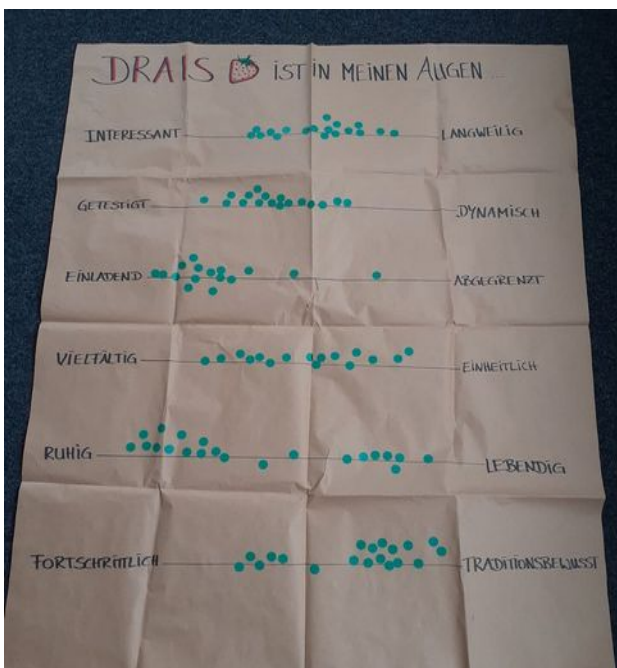 DRAIS IST IN MEINEN AUGEN ...
INTERESSANT LANGWEILIG
GEFESTIGT DYNAMISCH
EINLADEND ABGEGRENZT
VIELFÄLTIG EINHEITLICH
RUHIG LEBENDIG
FORTSCHRITTLICH TRADITIONSBEWUSST